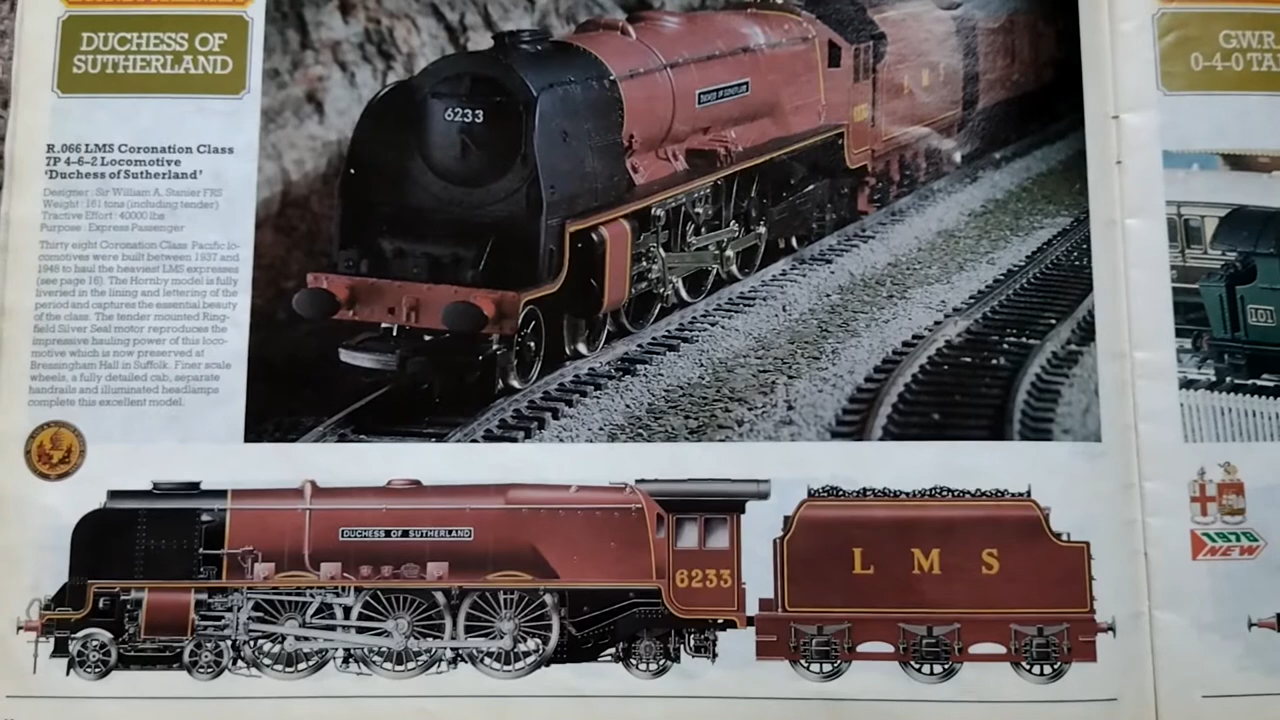 DUCHESS OF
SUTHERLAND
R.066 LMS Coronation Class
7P 4-6-2 Locomotive
'Duchess of Sutherland'
Designer: Sir William A. Stanier FRS
Weight: 161 tons (including tender)
Tractive Effort: 40000 lbs
Purpose: Express Passenger
Thirty eight Coronation Class Pacific lo-
comotives were built between 1937 and
1948 to haul the heaviest LMS expresses
(see page 16). The Hornby model is fully
liveried in the lining and lettering of the
period and captures the essential beauty
of the class. The tender mounted Ring-
field Silver Seal motor reproduces the
impressive hauling power of this loco-
motive which is now preserved at
Bressingham Hall in Suffolk. Finer scale
wheels, a fully detailed cab, separate
handrails and illuminated headlamps
complete this excellent model.
6233
DUCHESS OF SUTHERLAND
6233
L M S
DUCHESS OF SUTHERLAND
6233
L M S
G.W.R.
0-4-0 TA
101
1978
NEW